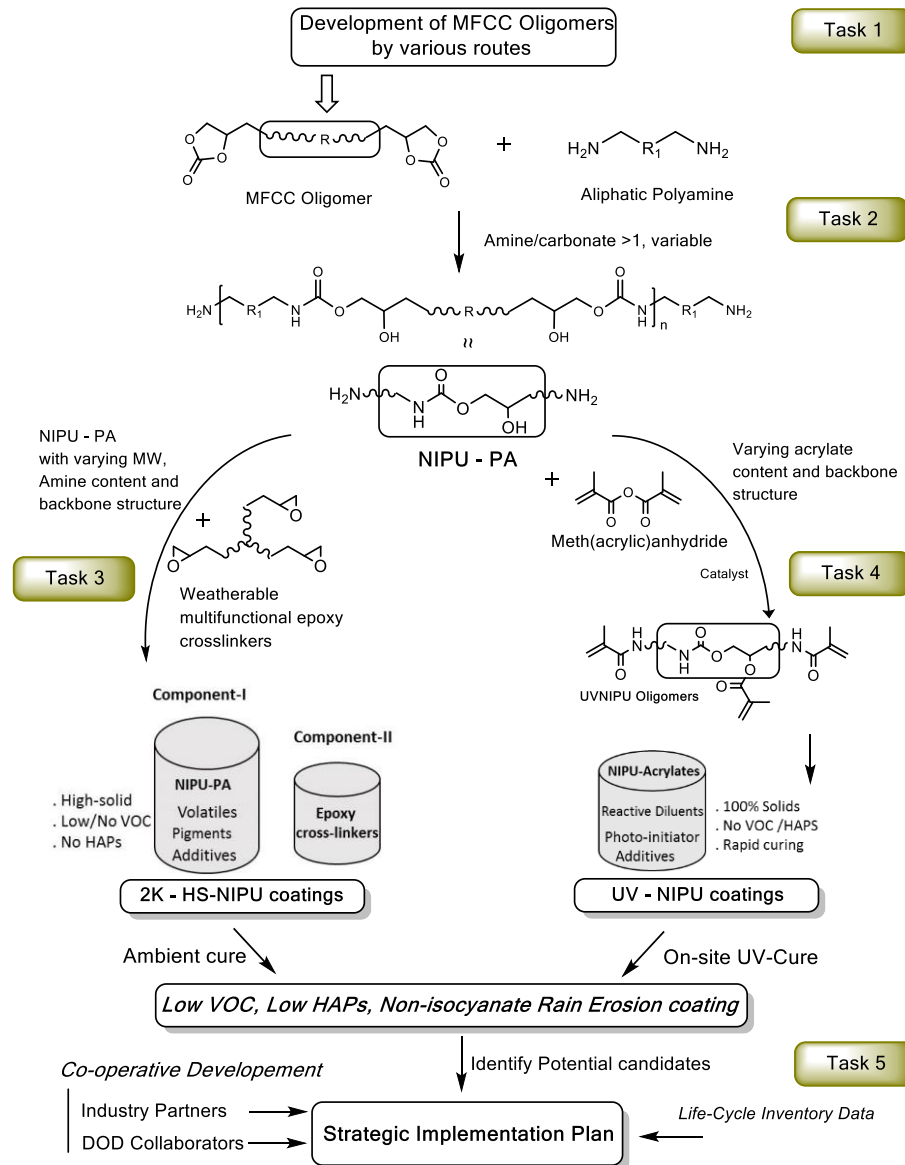 Development of MFCC Oligomers
by various routes
Task 1
R
O
O
O
O
O
O
+
H2N
R1
NH2
MFCC Oligomer
Aliphatic Polyamine
Task 2
Amine/carbonate >1, variable
H2N
R1
N
H
O
O
OH
R
OH
O
O
N
H
n
R1
NH2
≈
H2N
N
H
O
O
OH
NH2
NIPU - PA
NIPU - PA
with varying MW,
Amine content and
backbone structure
+
O
O
O
Weatherable
multifunctional epoxy
crosslinkers
Task 3
+
O
O
O
Meth(acrylic)anhydride
Varying acrylate
content and backbone
structure
Catalyst
Task 4
O
H
N
N
H
O
O
O
O
H
N
O
UVNIPU Oligomers
Component-I
NIPU-PA
Volatiles
Pigments
Additives
. High-solid
. Low/No VOC
. No HAPs
Component-II
Epoxy
cross-linkers
2K - HS-NIPU coatings
NIPU-Acrylates
Reactive Diluents
Photo-initiator
Additives
. 100% Solids
. No VOC /HAPS
. Rapid curing
UV - NIPU coatings
Ambient cure
On-site UV-Cure
Low VOC, Low HAPs, Non-isocyanate Rain Erosion coating
Identify Potential candidates
Task 5
Co-operative Developement
Industry Partners
DOD Collaborators
Strategic Implementation Plan
Life-Cycle Inventory Data